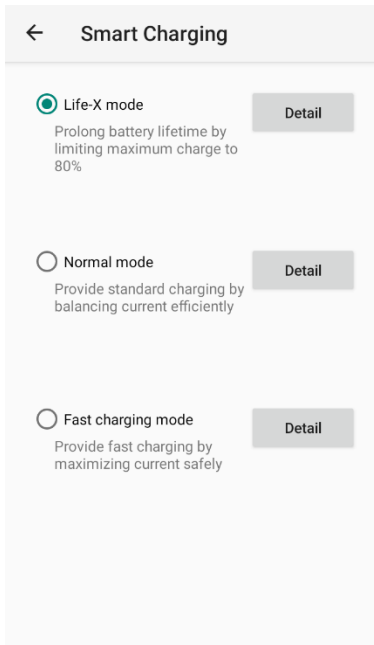 Smart Charging
Life-X mode
Detail
Prolong battery lifetime by
limiting maximum charge to
80%
Normal mode
Detail
Provide standard charging by
balancing current efficiently
Fast charging mode
Detail
Provide fast charging by
maximizing current safely